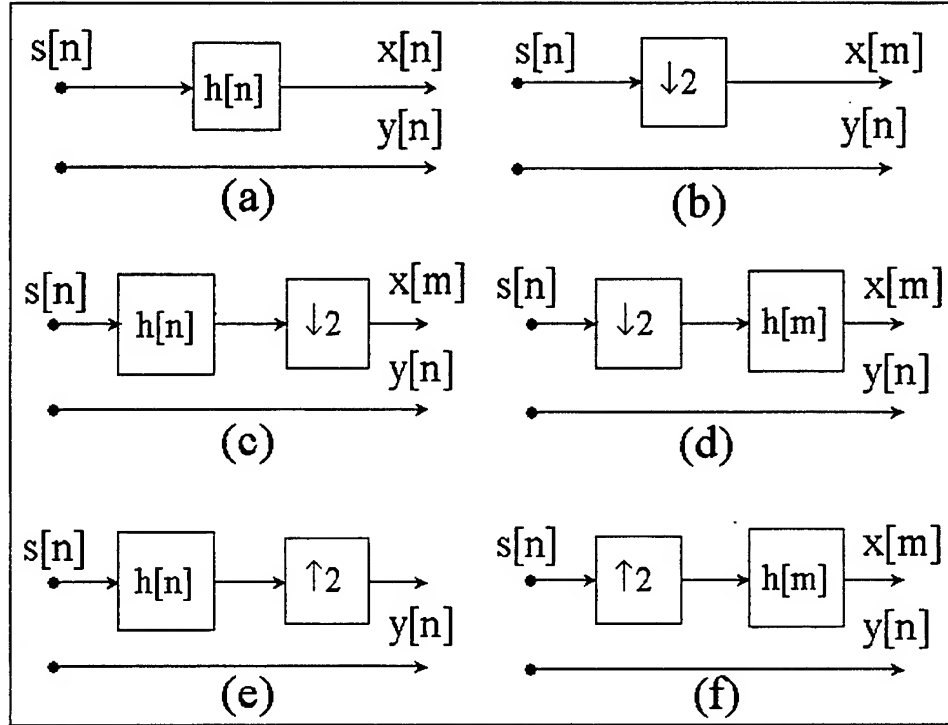 s[n] h[n] x[n]
y[n]
(a)
s[n] ↓2 x[m]
y[n]
(b)
s[n] h[n] ↓2 x[m]
y[n]
(c)
s[n] ↓2 h[m] x[m]
y[n]
(d)
s[n] h[n] ↑2
y[n]
(e)
s[n] ↑2 h[m] x[m]
y[n]
(f)